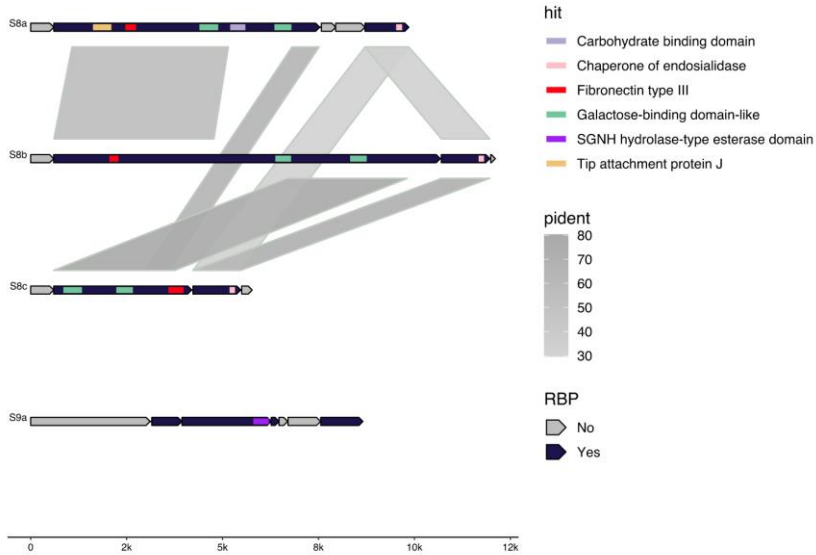 S8a
S8b
S8c
S9a
0 2k 5k 8k 10k 12k
hit
Carbohydrate binding domain
Chaperone of endosialidase
Fibronectin type III
Galactose-binding domain-like
SGNH hydrolase-type esterase domain
Tip attachment protein J
pident
80
70
60
50
40
30
RBP
No
Yes